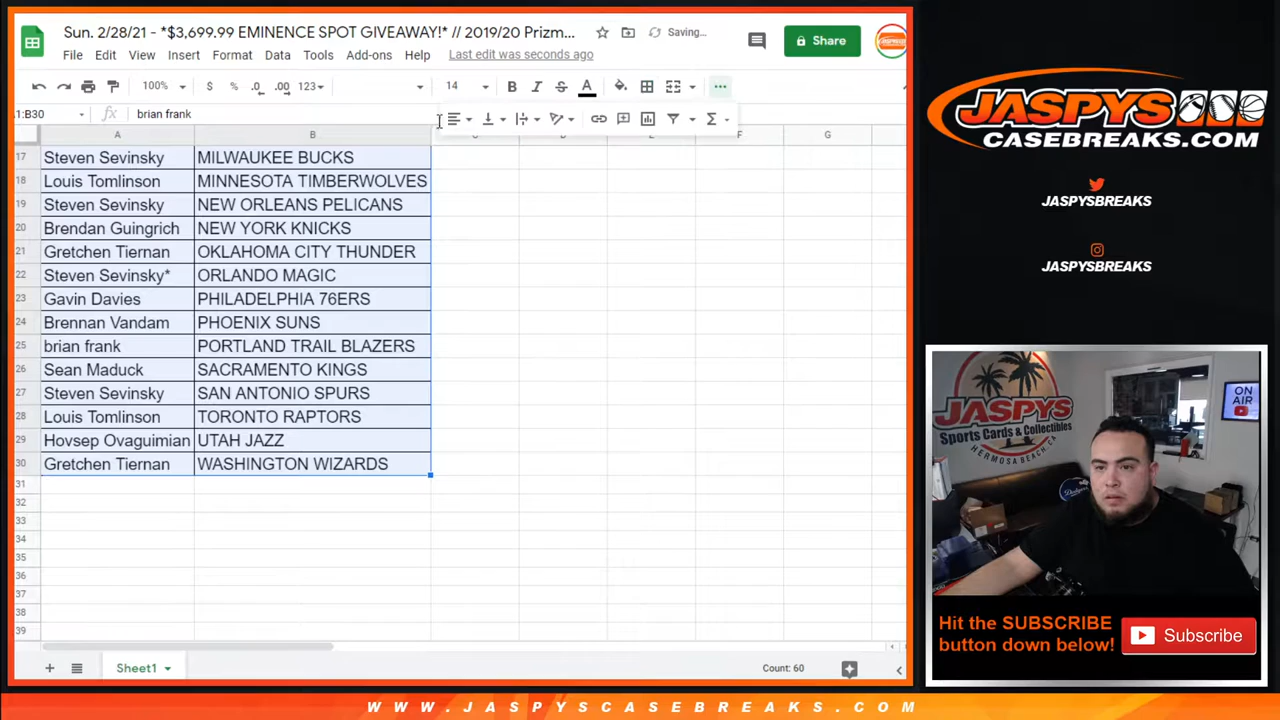 Sun. 2/28/21 - *$3,699.99 EMINENCE SPOT GIVEAWAY!* // 2019/20 Prizm...
Saving...
Share
File Edit View Insert Format Data Tools Add-ons Help Last edit was seconds ago
100% $ % .0 .00 123 14 B I S A
1:B30 fx brian frank
A B C D E F G
17 Steven Sevinsky MILWAUKEE BUCKS
18 Louis Tomlinson MINNESOTA TIMBERWOLVES
19 Steven Sevinsky NEW ORLEANS PELICANS
20 Brendan Guingrich NEW YORK KNICKS
21 Gretchen Tiernan OKLAHOMA CITY THUNDER
22 Steven Sevinsky* ORLANDO MAGIC
23 Gavin Davies PHILADELPHIA 76ERS
24 Brennan Vandam PHOENIX SUNS
25 brian frank PORTLAND TRAIL BLAZERS
26 Sean Maduck SACRAMENTO KINGS
27 Steven Sevinsky SAN ANTONIO SPURS
28 Louis Tomlinson TORONTO RAPTORS
29 Hovsep Ovaguimian UTAH JAZZ
30 Gretchen Tiernan WASHINGTON WIZARDS
31
32
33
34
35
36
37
38
39
Sheet1
Count: 60
JASPYS
CASEBREAKS.COM
JASPYSBREAKS
JASPYSBREAKS
JASPYS
Sports Cards & Collectibles
HERMOSA BEACH, CA
ON
AIR
Dodgers
Hit the SUBSCRIBE
button down below!
Subscribe
WWW.JASPYSCASEBREAKS.COM